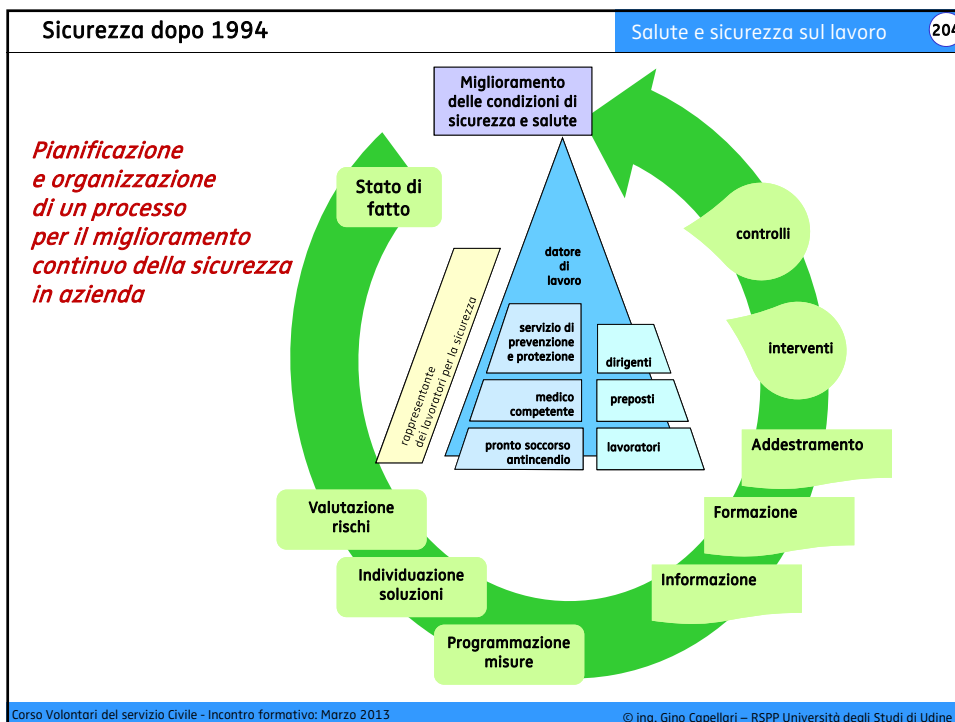 Sicurezza dopo 1994
Salute e sicurezza sul lavoro
204
Pianificazione
e organizzazione
di un processo
per il miglioramento
continuo della sicurezza
in azienda
Miglioramento
delle condizioni di
sicurezza e salute
Stato di
fatto
datore
di
lavoro
rappresentante
dei lavoratori per la sicurezza
servizio di
prevenzione
e protezione
medico
competente
pronto soccorso
antincendio
dirigenti
preposti
lavoratori
controlli
interventi
Addestramento
Formazione
Informazione
Valutazione
rischi
Individuazione
soluzioni
Programmazione
misure
Corso Volontari del servizio Civile - Incontro formativo: Marzo 2013
© ing. Gino Capellari – RSPP Università degli Studi di Udine